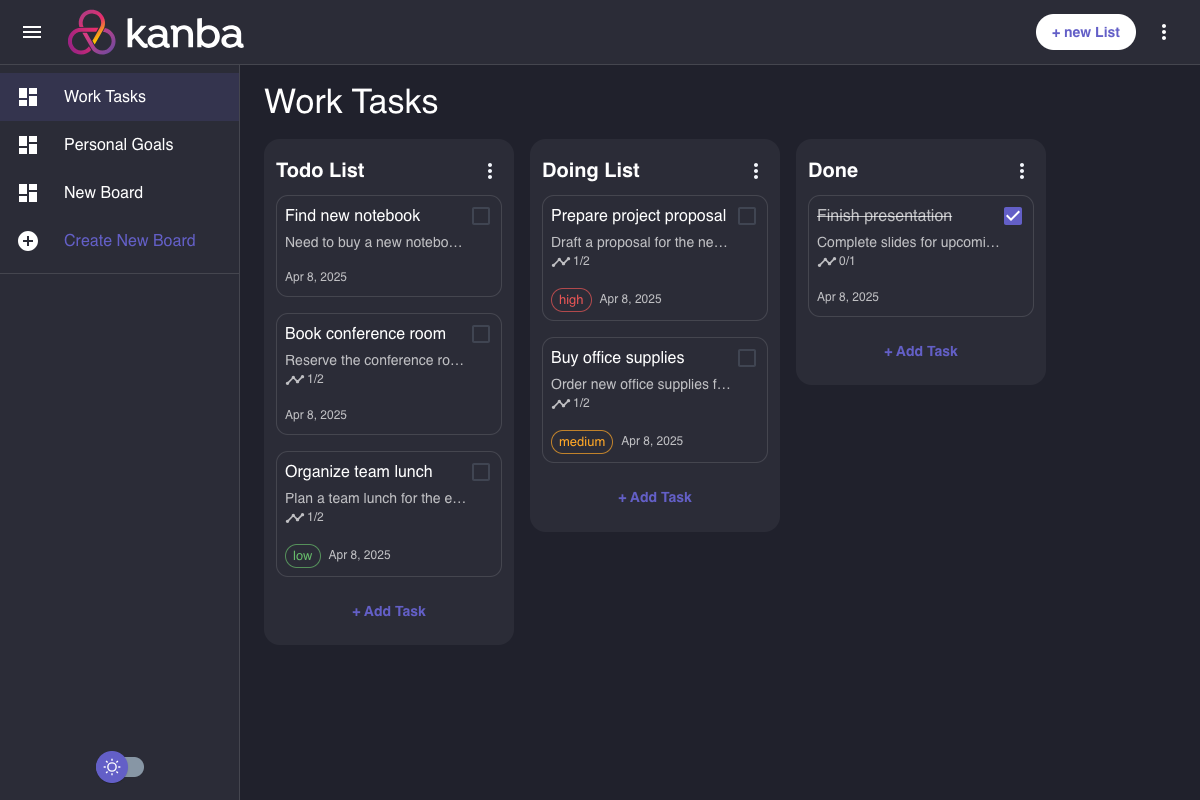 kanba
+ new List
Work Tasks
Personal Goals
New Board
Create New Board
Work Tasks
Todo List
Find new notebook
Need to buy a new notebo…
Apr 8, 2025
Book conference room
Reserve the conference ro…
1/2
Apr 8, 2025
Organize team lunch
Plan a team lunch for the e…
1/2
low Apr 8, 2025
+ Add Task
Doing List
Prepare project proposal
Draft a proposal for the ne…
1/2
high Apr 8, 2025
Buy office supplies
Order new office supplies f…
1/2
medium Apr 8, 2025
+ Add Task
Done
Finish presentation
Complete slides for upcomi…
0/1
Apr 8, 2025
+ Add Task